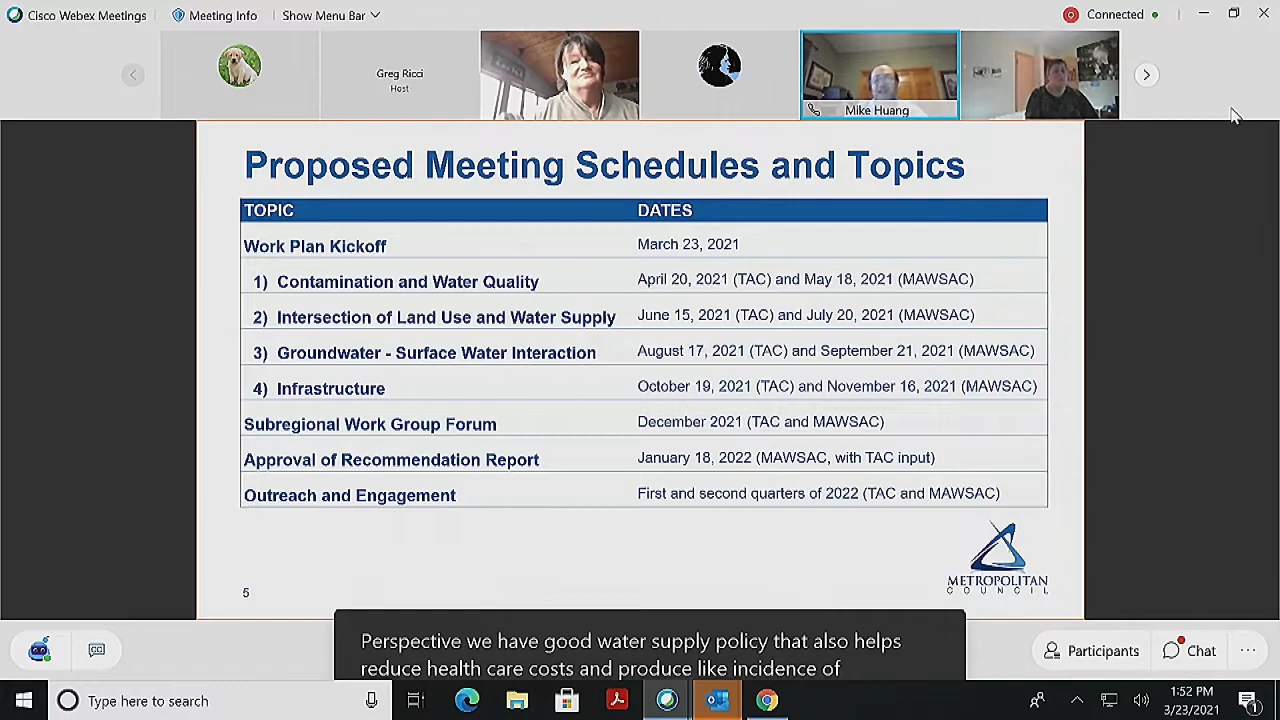 Cisco Webex Meetings
Meeting Info
Show Menu Bar
Connected
Greg Ricci
Host
Mike Huang
Proposed Meeting Schedules and Topics
TOPIC DATES
Work Plan Kickoff March 23, 2021
1) Contamination and Water Quality April 20, 2021 (TAC) and May 18, 2021 (MAWSAC)
2) Intersection of Land Use and Water Supply June 15, 2021 (TAC) and July 20, 2021 (MAWSAC)
3) Groundwater - Surface Water Interaction August 17, 2021 (TAC) and September 21, 2021 (MAWSAC)
4) Infrastructure October 19, 2021 (TAC) and November 16, 2021 (MAWSAC)
Subregional Work Group Forum December 2021 (TAC and MAWSAC)
Approval of Recommendation Report January 18, 2022 (MAWSAC, with TAC input)
Outreach and Engagement First and second quarters of 2022 (TAC and MAWSAC)
METROPOLITAN
COUNCIL
5
Perspective we have good water supply policy that also helps
reduce health care costs and produce like incidence of
CC
Participants
Chat
Type here to search
1:52 PM
3/23/2021
1